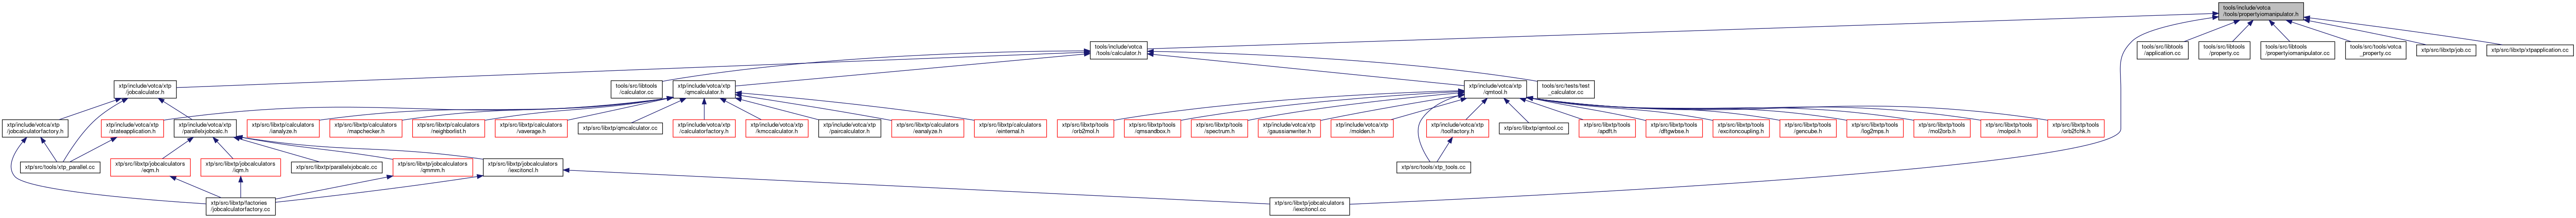 tools/include/votca
/tools/propertyiomanipulator.h
tools/include/votca
/tools/calculator.h
tools/src/libtools
/application.cc
tools/src/libtools
/property.cc
tools/src/libtools
/propertyiomanipulator.cc
tools/src/tools/votca
_property.cc
xtp/src/libxtp/job.cc
xtp/src/libxtp/xtpapplication.cc
xtp/include/votca/xtp
/jobcalculator.h
tools/src/libtools
/calculator.cc
xtp/include/votca/xtp
/qmcalculator.h
xtp/include/votca/xtp
/qmtool.h
tools/src/tests/test
_calculator.cc
xtp/include/votca/xtp
/jobcalculatorfactory.h
xtp/include/votca/xtp
/stateapplication.h
xtp/include/votca/xtp
/parallelxjobcalc.h
xtp/src/libxtp/calculators
/ianalyze.h
xtp/src/libxtp/calculators
/mapchecker.h
xtp/src/libxtp/calculators
/neighborlist.h
xtp/src/libxtp/calculators
/vaverage.h
xtp/src/libxtp/qmcalculator.cc
xtp/include/votca/xtp
/calculatorfactory.h
xtp/include/votca/xtp
/kmccalculator.h
xtp/include/votca/xtp
/paircalculator.h
xtp/src/libxtp/calculators
/eanalyze.h
xtp/src/libxtp/calculators
/einternal.h
xtp/src/libxtp/tools
/orb2mol.h
xtp/src/libxtp/tools
/qmsandbox.h
xtp/src/libxtp/tools
/spectrum.h
xtp/include/votca/xtp
/gaussianwriter.h
xtp/include/votca/xtp
/molden.h
xtp/include/votca/xtp
/toolfactory.h
xtp/src/libxtp/qmtool.cc
xtp/src/libxtp/tools
/apdft.h
xtp/src/libxtp/tools
/dftgwbse.h
xtp/src/libxtp/tools
/excitoncoupling.h
xtp/src/libxtp/tools
/gencube.h
xtp/src/libxtp/tools
/log2mps.h
xtp/src/libxtp/tools
/mol2orb.h
xtp/src/libxtp/tools
/molpol.h
xtp/src/libxtp/tools
/orb2fchk.h
xtp/src/tools/xtp_parallel.cc
xtp/src/libxtp/jobcalculators
/eqm.h
xtp/src/libxtp/jobcalculators
/iqm.h
xtp/src/libxtp/parallelxjobcalc.cc
xtp/src/libxtp/jobcalculators
/qmmm.h
xtp/src/libxtp/jobcalculators
/iexcitoncl.h
xtp/src/tools/xtp_tools.cc
xtp/src/libxtp/factories
/jobcalculatorfactory.cc
xtp/src/libxtp/jobcalculators
/iexcitoncl.cc